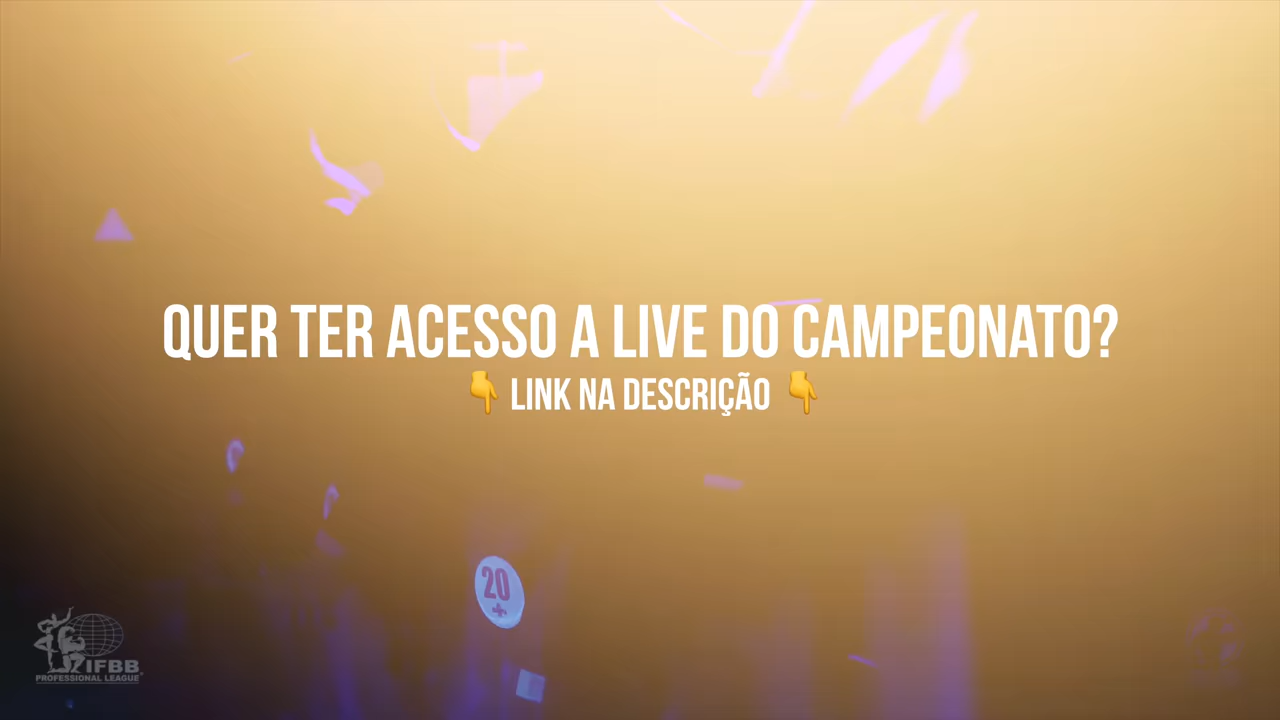 QUER TER ACESSO A LIVE DO CAMPEONATO?
👇 LINK NA DESCRIÇÃO 👇
20
+
IFBB
PROFESSIONAL LEAGUE